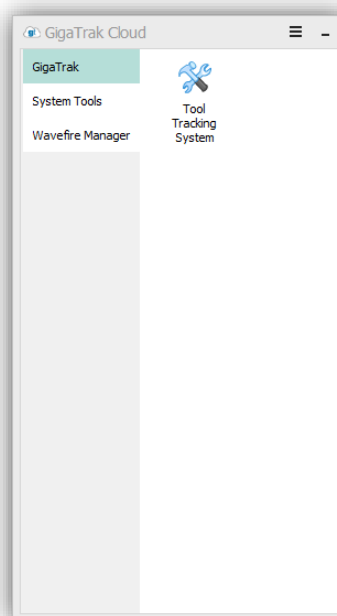 GigaTrak Cloud
GigaTrak
System Tools
Wavefire Manager
Tool
Tracking
System